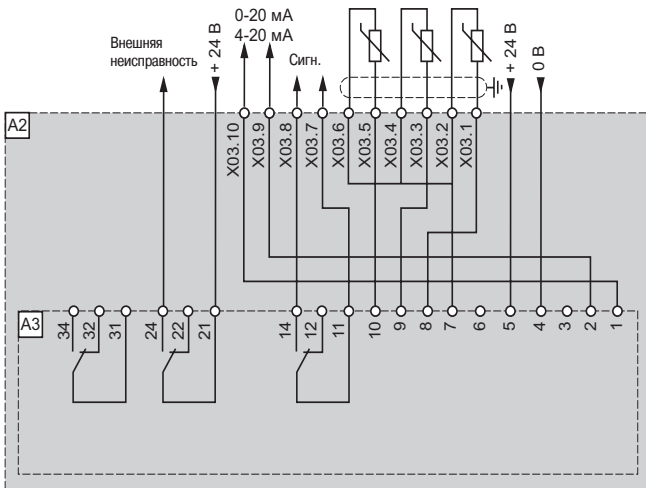 0-20 мА
4-20 мА
Внешняя
неисправность
+ 24 В
Сигн.
+ 24 В
0 В
A2
X03.10
X03.9
X03.8
X03.7
X03.6
X03.5
X03.4
X03.3
X03.2
X03.1
A3
34
32
31
24
22
21
14
12
11
10
9
8
7
6
5
4
3
2
1